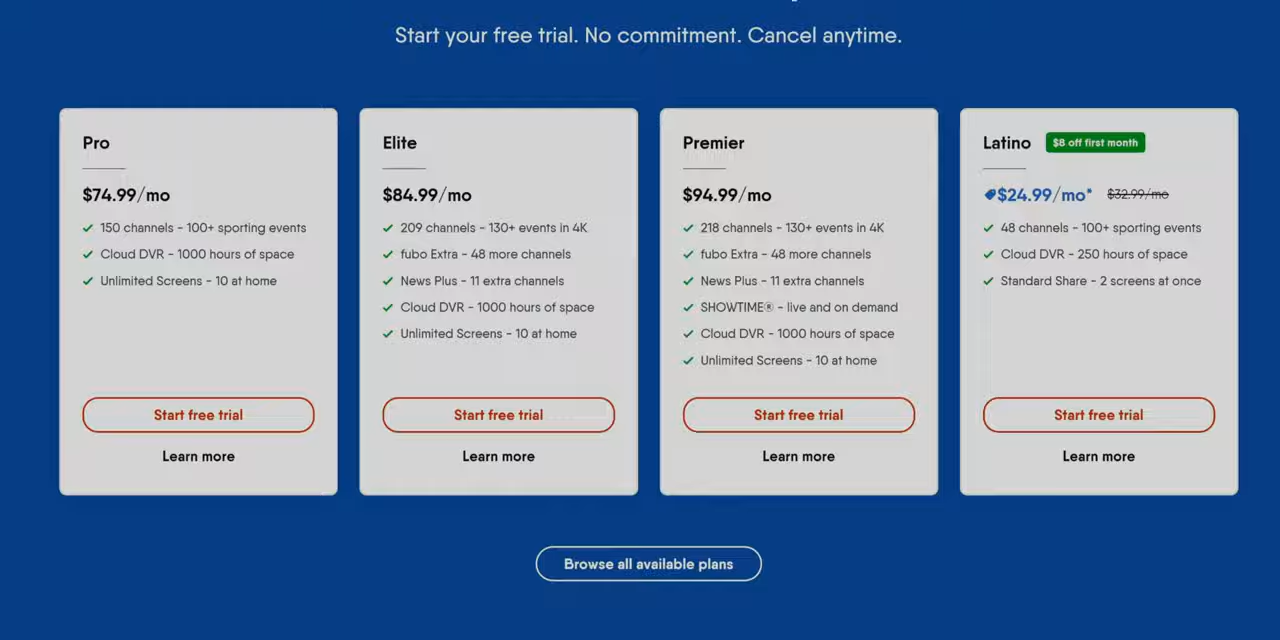 Start your free trial. No commitment. Cancel anytime.
Pro
$74.99/mo
150 channels - 100+ sporting events
Cloud DVR - 1000 hours of space
Unlimited Screens - 10 at home
Start free trial
Learn more
Elite
$84.99/mo
209 channels - 130+ events in 4K
fubo Extra - 48 more channels
News Plus - 11 extra channels
Cloud DVR - 1000 hours of space
Unlimited Screens - 10 at home
Start free trial
Learn more
Premier
$94.99/mo
218 channels - 130+ events in 4K
fubo Extra - 48 more channels
News Plus - 11 extra channels
SHOWTIME® - live and on demand
Cloud DVR - 1000 hours of space
Unlimited Screens - 10 at home
Start free trial
Learn more
Latino $8 off first month
$24.99/mo* $32.99/mo
48 channels - 100+ sporting events
Cloud DVR - 250 hours of space
Standard Share - 2 screens at once
Start free trial
Learn more
Browse all available plans